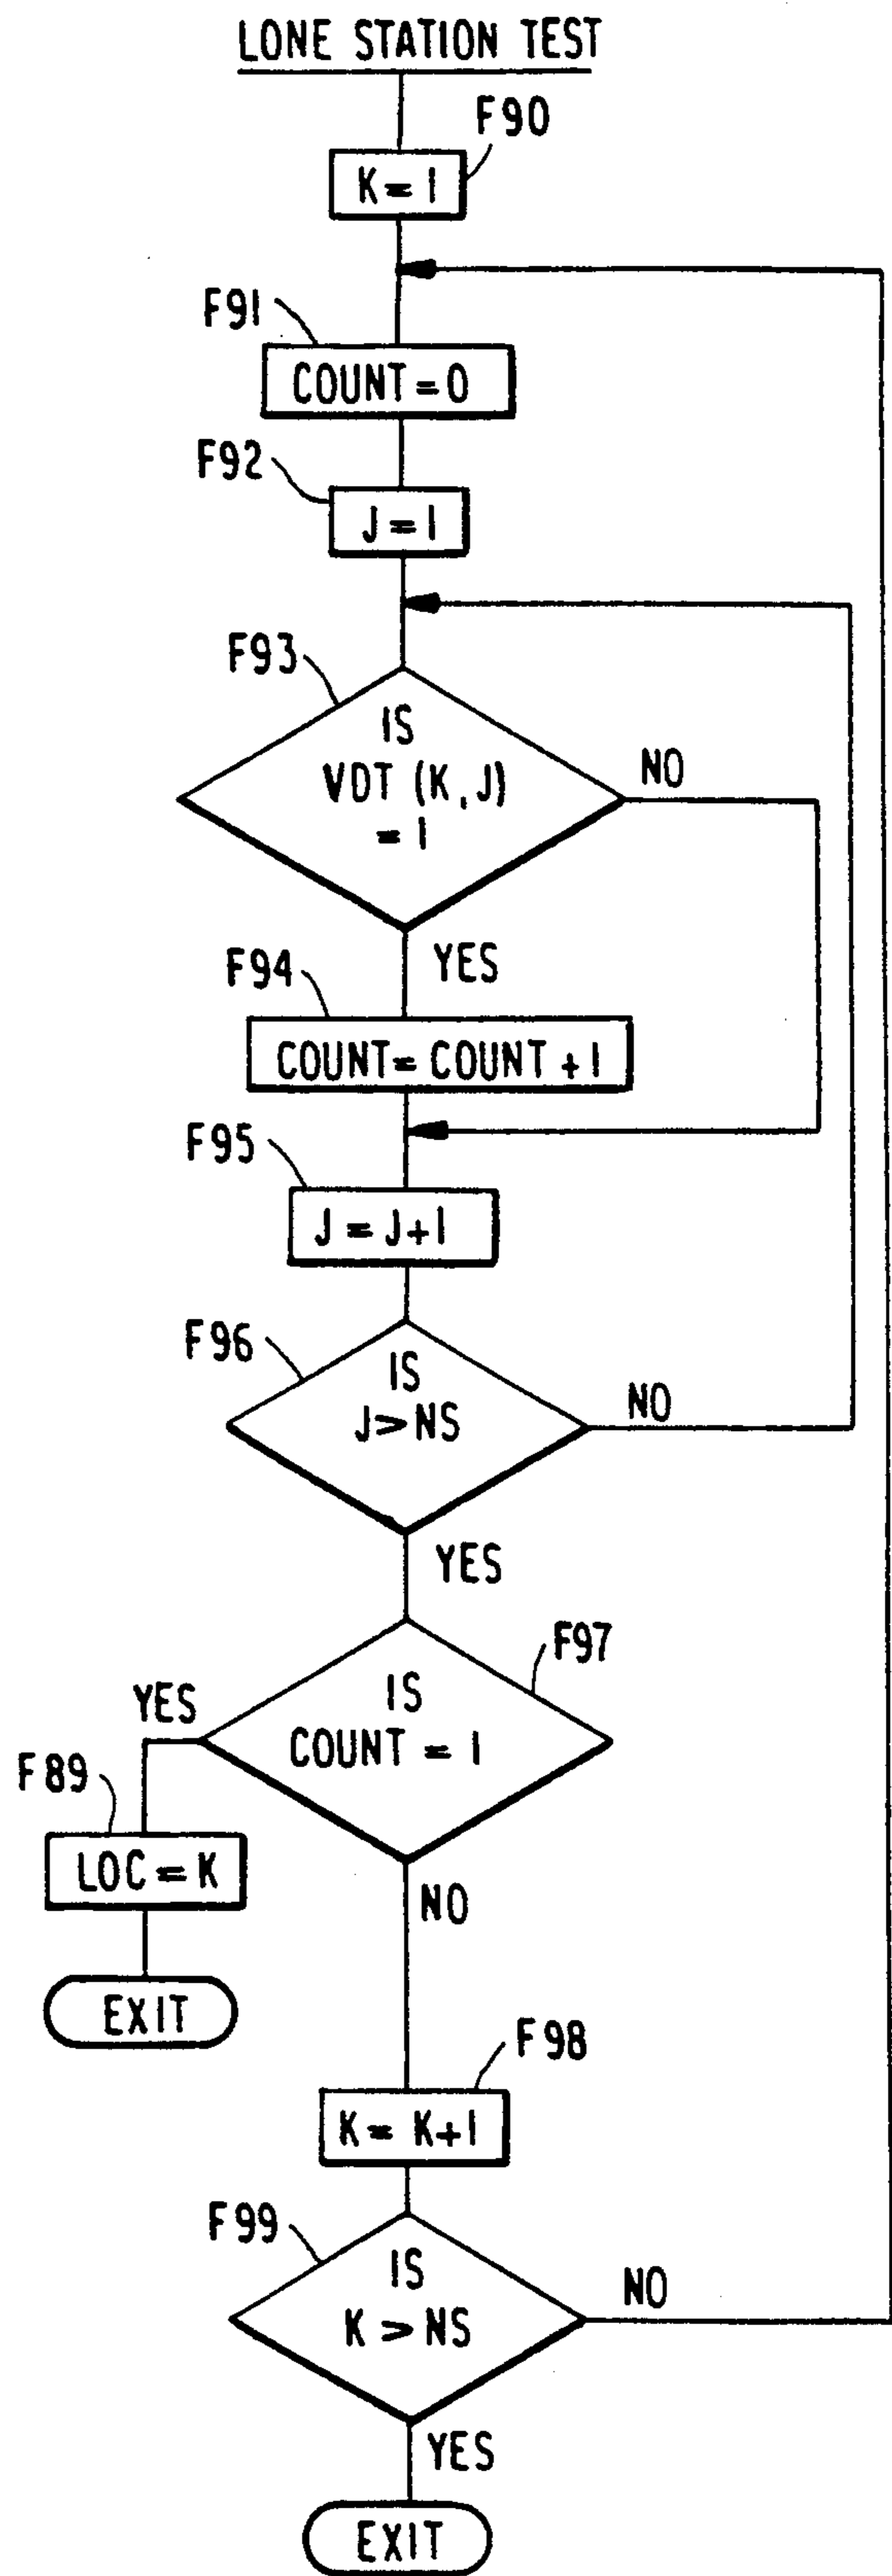 LONE STATION TEST
F90
K = 1
F91
COUNT = 0
F92
J = 1
F93
IS
VDT (K, J)
= 1
NO
YES
F94
COUNT = COUNT + 1
F95
J = J+1
F96
IS
J > NS
NO
YES
F97
IS
COUNT = 1
YES
F89
LOC = K
NO
EXIT
F98
K = K+1
F99
IS
K > NS
NO
YES
EXIT